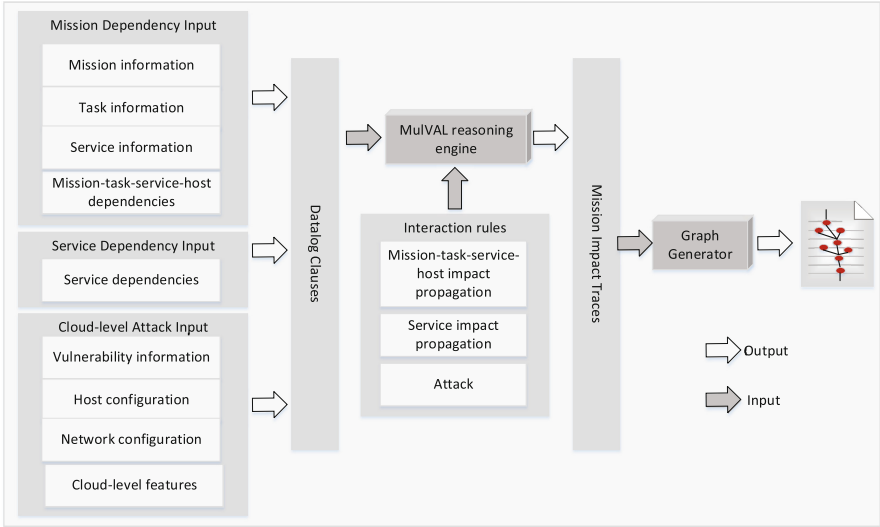 Mission Dependency Input
Mission information
Task information
Service information
Mission-task-service-host
dependencies
Service Dependency Input
Service dependencies
Cloud-level Attack Input
Vulnerability information
Host configuration
Network configuration
Cloud-level features
Datalog Clauses
MulVAL reasoning
engine
Interaction rules
Mission-task-service-
host impact
propagation
Service impact
propagation
Attack
Mission Impact Traces
Graph
Generator
Output
Input